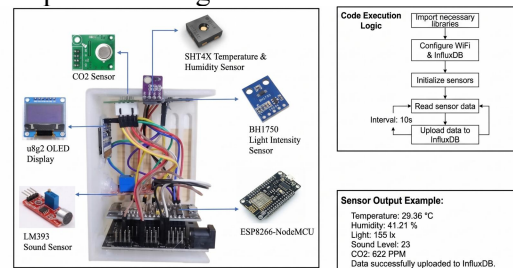 CO2 Sensor
SHT4X Temperature &
Humidity Sensor
u8g2 OLED
Display
BH1750
Light Intensity
Sensor
LM393
Sound Sensor
ESP8266-NodeMCU
Code Execution
Logic
Import necessary
libraries
Configure WiFi
& InfluxDB
Initialize sensors
Read sensor data
Interval: 10s
Upload data to
InfluxDB
Sensor Output Example:
Temperature: 29.36 °C
Humidity: 41.21 %
Light: 155 lx
Sound Level: 23
CO2: 622 PPM
Data successfully uploaded to InfluxDB.